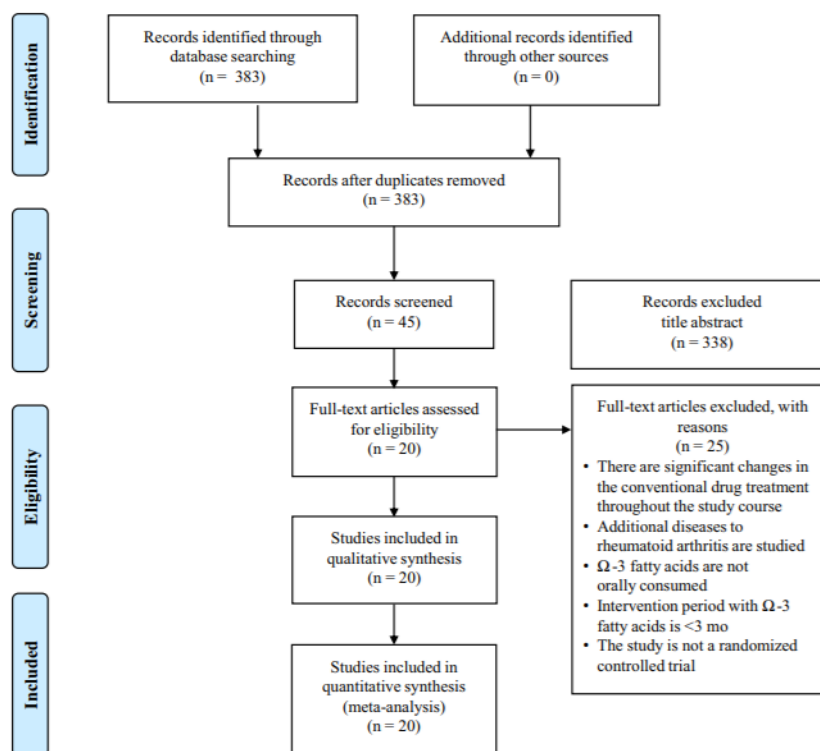 Identification
Records identified through
database searching
(n = 383)
Additional records identified
through other sources
(n = 0)
Records after duplicates removed
(n = 383)
Screening
Records screened
(n = 45)
Records excluded
title abstract
(n = 338)
Eligibility
Full-text articles assessed
for eligibility
(n = 20)
Full-text articles excluded, with
reasons
(n = 25)
• There are significant changes in
the conventional drug treatment
throughout the study course
• Additional diseases to
rheumatoid arthritis are studied
• Ω-3 fatty acids are not
orally consumed
• Intervention period with Ω-3
fatty acids is <3 mo
• The study is not a randomized
controlled trial
Studies included in
qualitative synthesis
(n = 20)
Included
Studies included in
quantitative synthesis
(meta-analysis)
(n = 20)